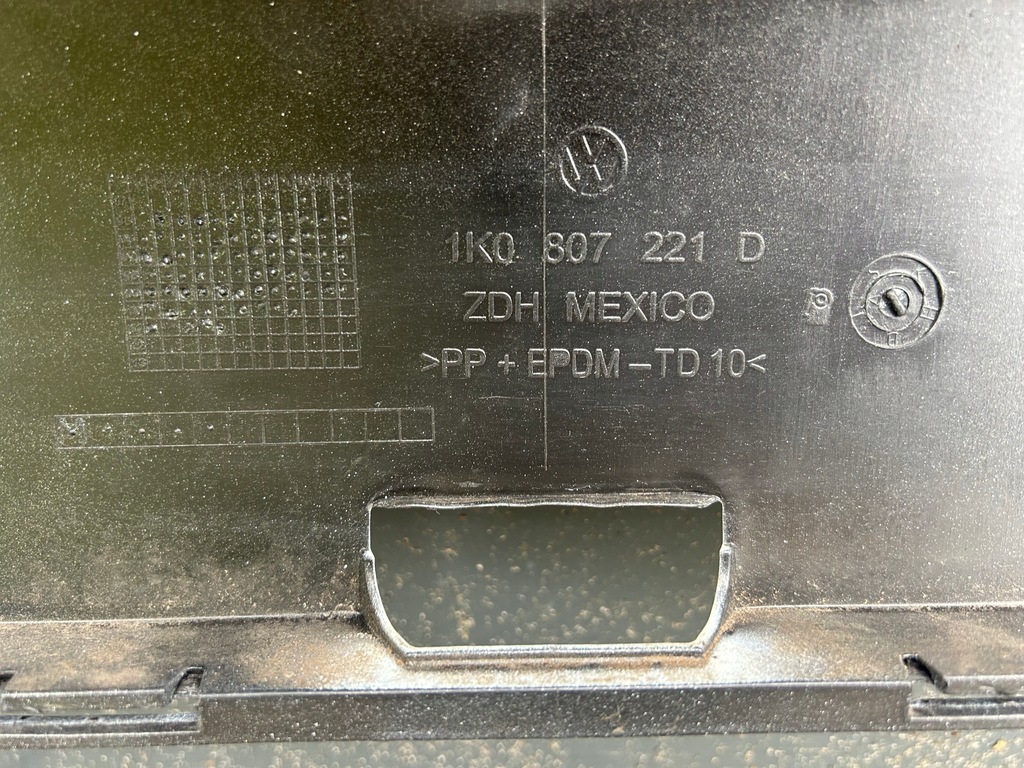 1K0 807 221 D
ZDH MEXICO
>PP + EPDM – TD 10<